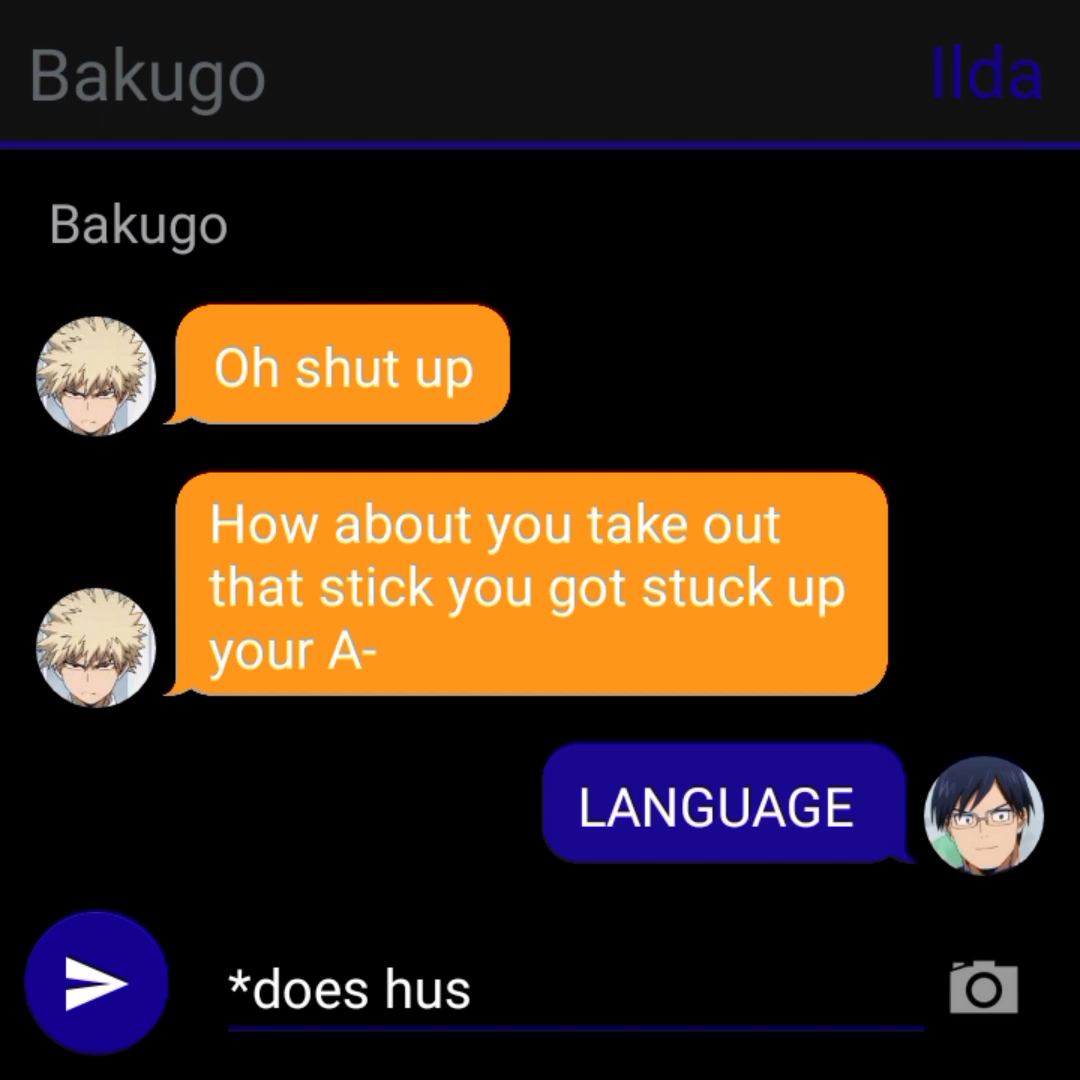 Bakugo Ilda
Bakugo
Oh shut up
How about you take out
that stick you got stuck up
your A-
LANGUAGE
*does hus